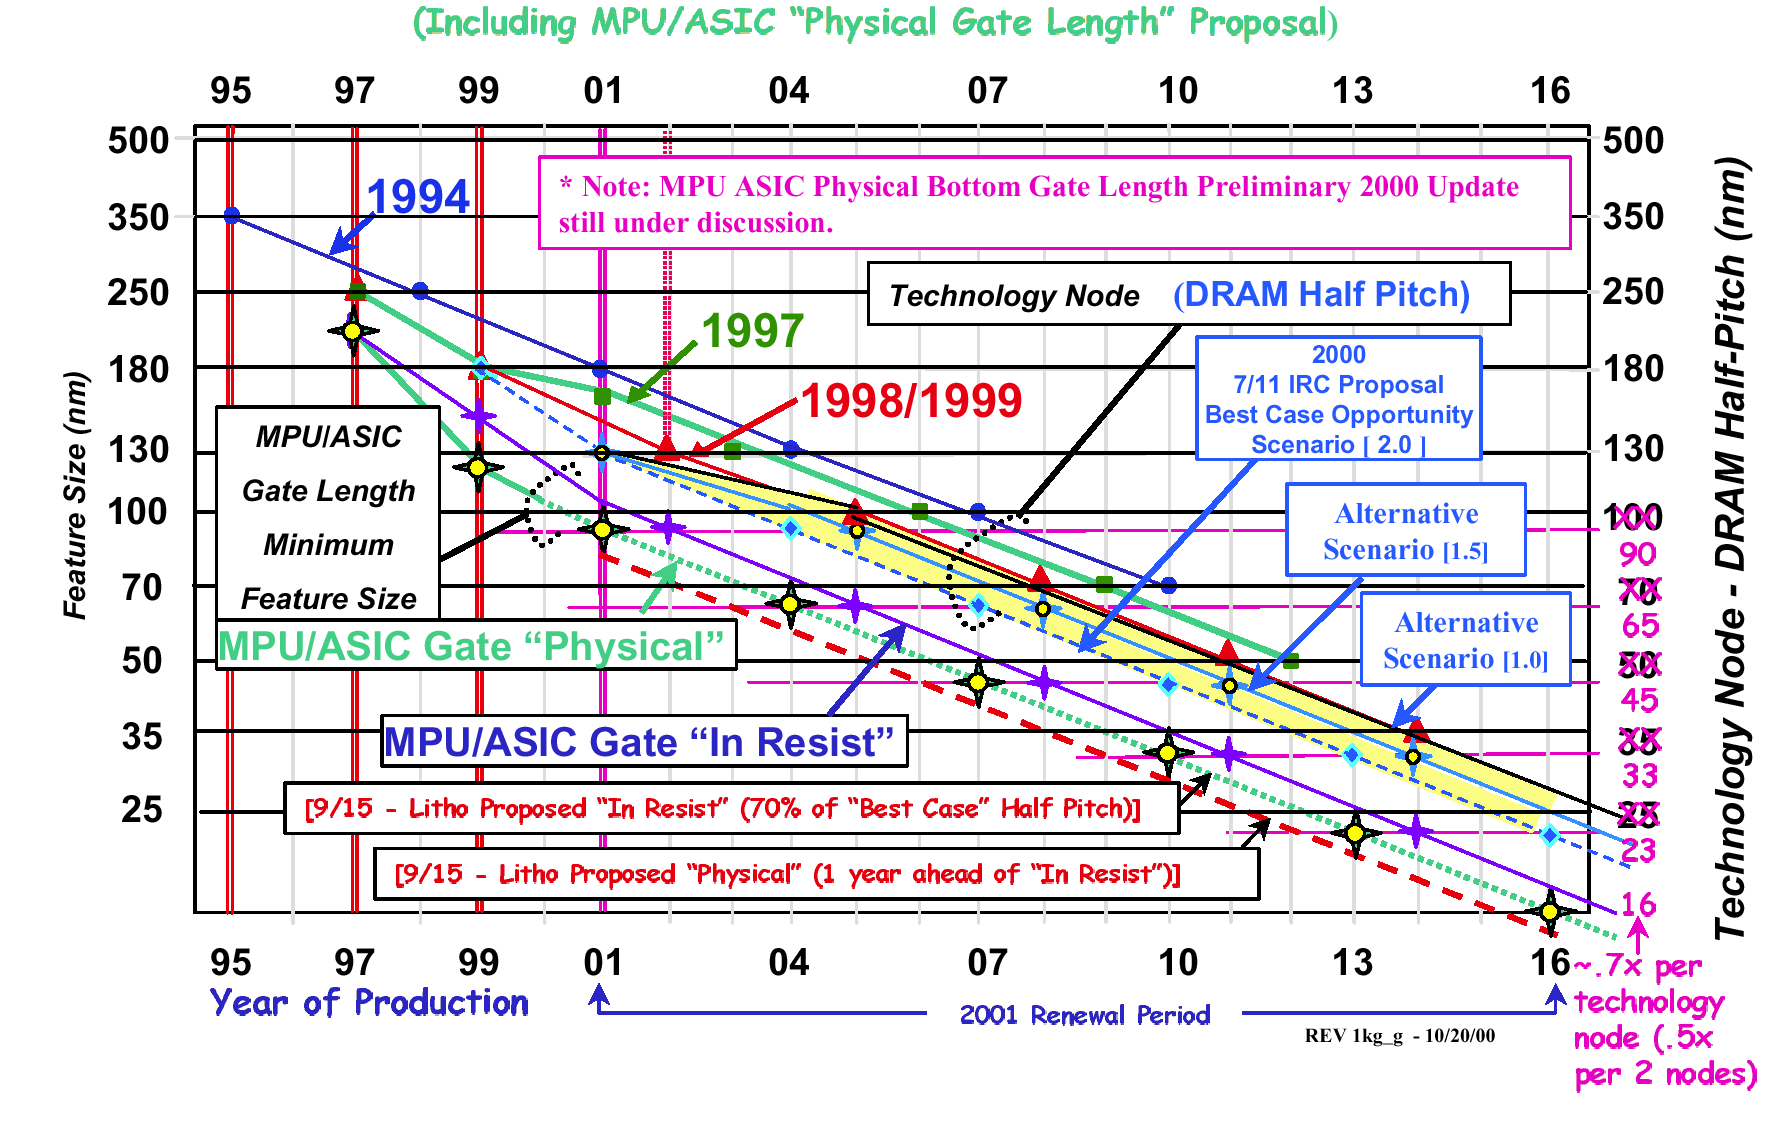 (Including MPU/ASIC “Physical Gate Length” Proposal)
95 97 99 01 04 07 10 13 16
500 500
* Note: MPU ASIC Physical Bottom Gate Length Preliminary 2000 Update
still under discussion.
1994
350 350
250 250
Technology Node (DRAM Half Pitch)
1997
2000
7/11 IRC Proposal
Best Case Opportunity
Scenario [ 2.0 ]
180 180
1998/1999
130 130
MPU/ASIC
Gate Length
Minimum
Feature Size
100 100
90
Alternative
Scenario [1.5]
70 70
65
Alternative
Scenario [1.0]
MPU/ASIC Gate “Physical”
50 50
45
MPU/ASIC Gate “In Resist”
35 35
33
[9/15 - Litho Proposed “In Resist” (70% of “Best Case” Half Pitch)]
25 25
23
[9/15 - Litho Proposed “Physical” (1 year ahead of “In Resist”)]
16
Feature Size (nm)
Technology Node - DRAM Half-Pitch (nm)
95 97 99 01 04 07 10 13 16
Year of Production
2001 Renewal Period
REV 1kg_g - 10/20/00
~.7x per
technology
node (.5x
per 2 nodes)